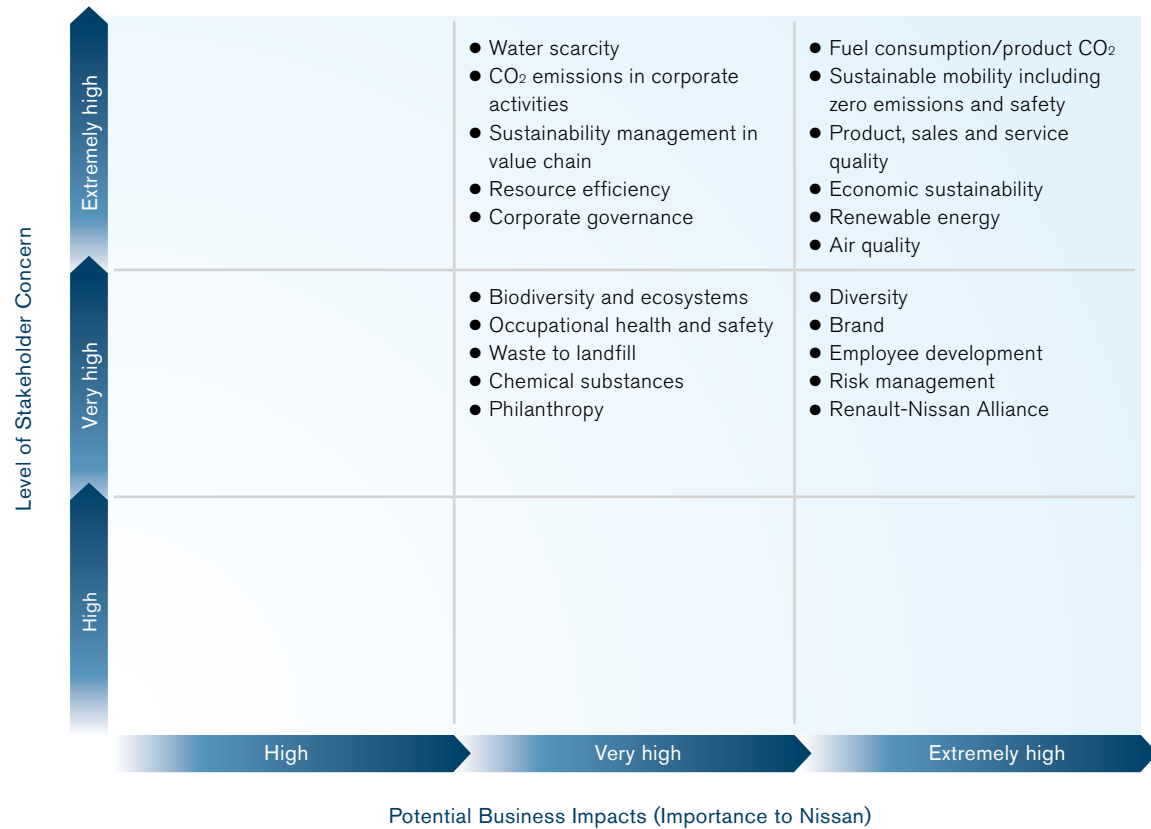 Level of Stakeholder Concern
Extremely high
Very high
High
● Water scarcity
● CO₂ emissions in corporate
activities
● Sustainability management in
value chain
● Resource efficiency
● Corporate governance
● Fuel consumption/product CO₂
● Sustainable mobility including
zero emissions and safety
● Product, sales and service
quality
● Economic sustainability
● Renewable energy
● Air quality
● Biodiversity and ecosystems
● Occupational health and safety
● Waste to landfill
● Chemical substances
● Philanthropy
● Diversity
● Brand
● Employee development
● Risk management
● Renault-Nissan Alliance
High
Very high
Extremely high
Potential Business Impacts (Importance to Nissan)